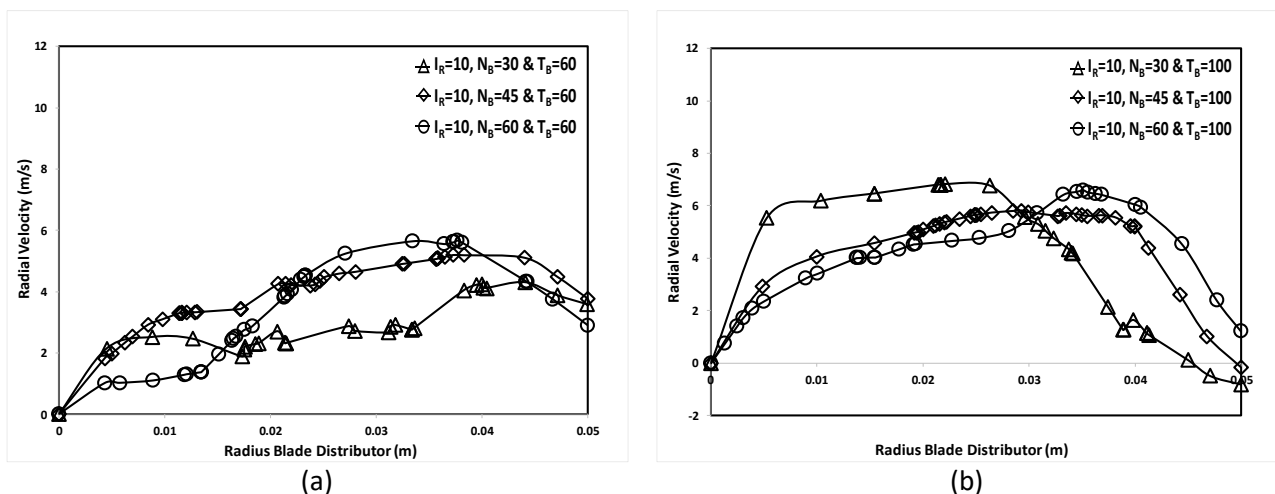 12
10
8
6
4
2
0
Radial Velocity (m/s)
I_R=10, N_B=30 & T_B=60
I_R=10, N_B=45 & T_B=60
I_R=10, N_B=60 & T_B=60
0 0.01 0.02 0.03 0.04 0.05
Radius Blade Distributor (m)
(a)
12
10
8
6
4
2
0
-2
Radial Velocity (m/s)
I_R=10, N_B=30 & T_B=100
I_R=10, N_B=45 & T_B=100
I_R=10, N_B=60 & T_B=100
0 0.01 0.02 0.03 0.04 0.05
Radius Blade Distributor (m)
(b)